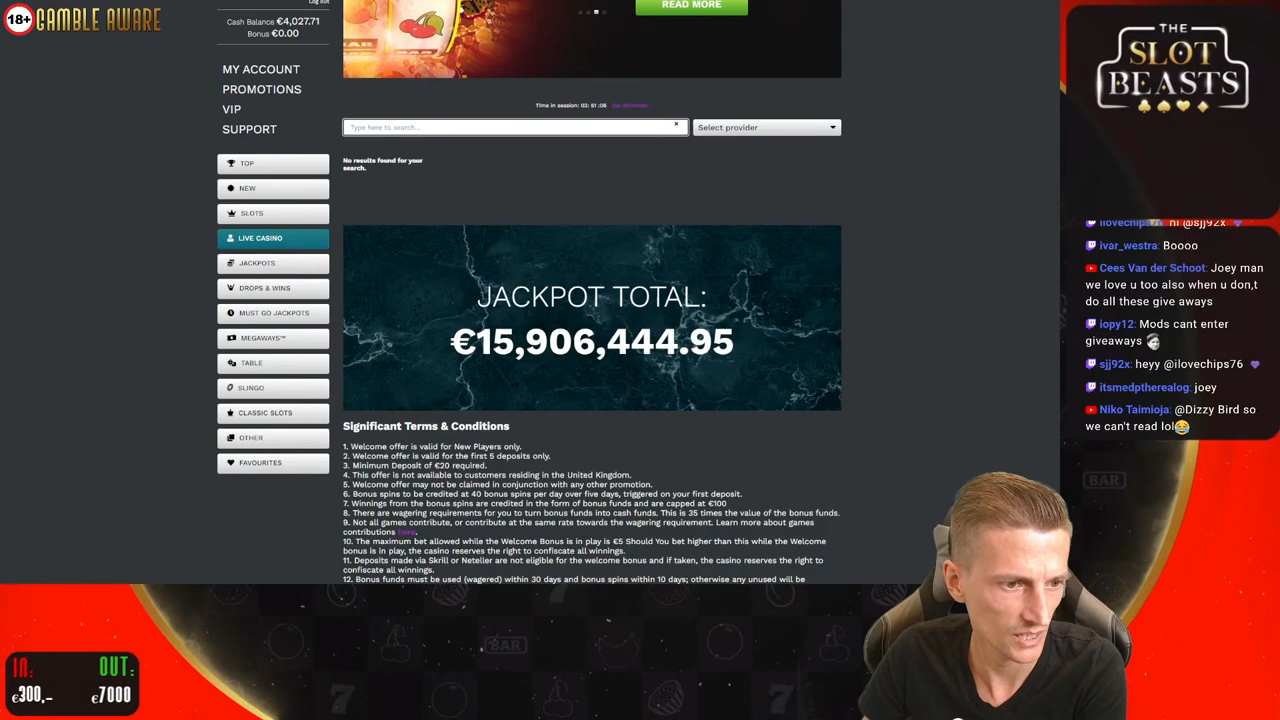 18+ GAMBLE AWARE
Log out
Cash Balance €4,027.71
Bonus €0.00
MY ACCOUNT
PROMOTIONS
VIP
SUPPORT
TOP
NEW
SLOTS
LIVE CASINO
JACKPOTS
DROPS & WINS
MUST GO JACKPOTS
MEGAWAYS™
TABLE
SLINGO
CLASSIC SLOTS
OTHER
FAVOURITES
READ MORE
Time in session: 02: 51 :06
Type here to search...
×
Select provider
No results found for your
search.
JACKPOT TOTAL:
€15,906,444.95
Significant Terms & Conditions
1. Welcome offer is valid for New Players only.
2. Welcome offer is valid for the first 5 deposits only.
3. Minimum Deposit of €20 required.
4. This offer is not available to customers residing in the United Kingdom.
5. Welcome offer may not be claimed in conjunction with any other promotion.
6. Bonus spins to be credited at 40 bonus spins per day over five days, triggered on your first deposit.
7. Winnings from the bonus spins are credited in the form of bonus funds and are capped at €100
8. There are wagering requirements for you to turn bonus funds into cash funds. This is 35 times the value of the bonus funds.
9. Not all games contribute, or contribute at the same rate towards the wagering requirement. Learn more about games
contributions here.
10. The maximum bet allowed while the Welcome Bonus is in play is €5 Should You bet higher than this while the Welcome
bonus is in play, the casino reserves the right to confiscate all winnings.
11. Deposits made via Skrill or Neteller are not eligible for the welcome bonus and if taken, the casino reserves the right to
confiscate all winnings.
12. Bonus funds must be used (wagered) within 30 days and bonus spins within 10 days; otherwise any unused will be
THE
SLOT
BEASTS
ilovechips76: hi @sjj92x
ivar_westra: Boooo
Cees Van der Schoot: Joey man
we love u too also when u don,t
do all these give aways
iopy12: Mods cant enter
giveaways
sjj92x: heyy @ilovechips76
itsmedptherealog: joey
Niko Taimioja: @Dizzy Bird so
we can't read lol
BAR
BAR
IN: OUT:
€300,- €7000